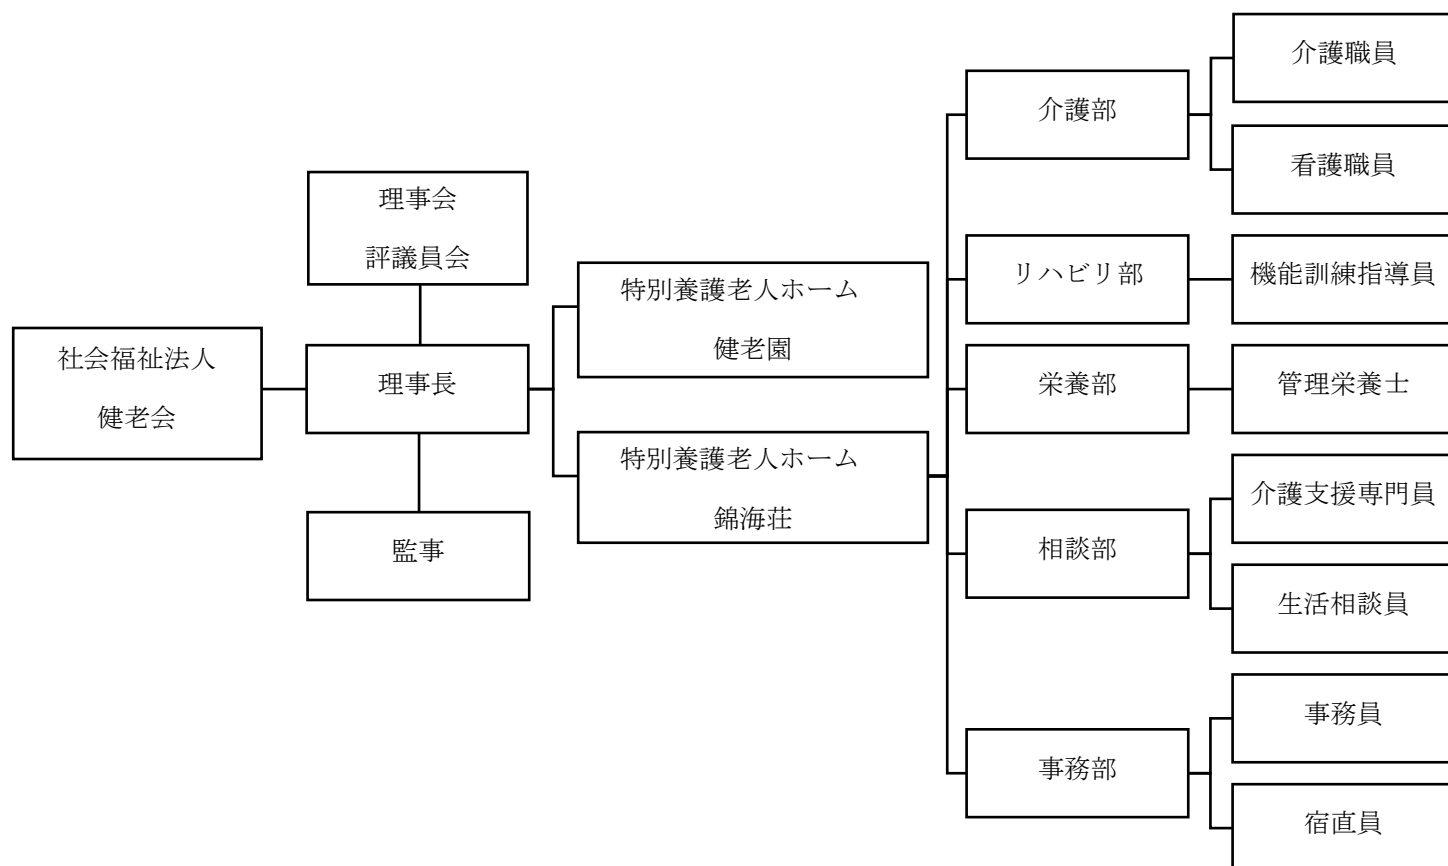 社会福祉法人
健老会
理事会
評議員会
理事長
監事
特別養護老人ホーム
健老園
特別養護老人ホーム
錦海荘
介護部
介護職員
看護職員
リハビリ部
機能訓練指導員
栄養部
管理栄養士
相談部
介護支援専門員
生活相談員
事務部
事務員
宿直員